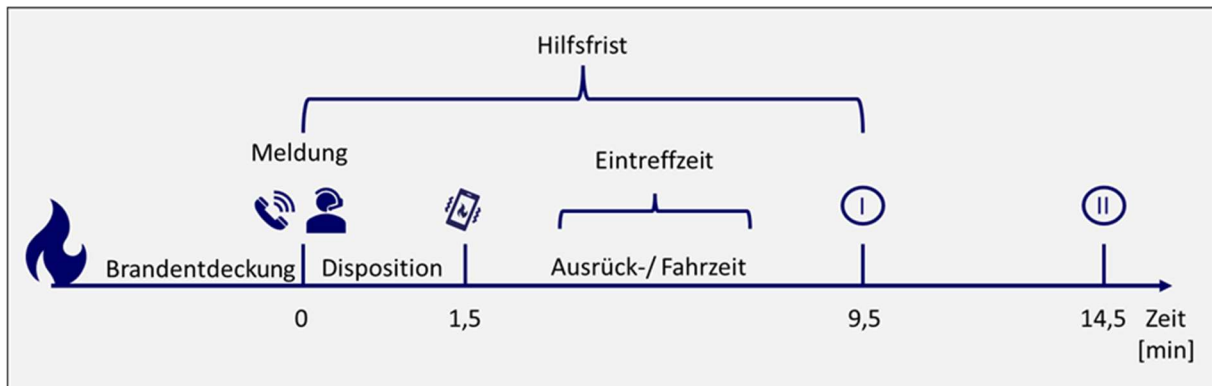 Hilfsfrist
Meldung
Eintreffzeit
I
II
Brandentdeckung
Disposition
Ausrück-/ Fahrzeit
0
1,5
9,5
14,5
Zeit
[min]